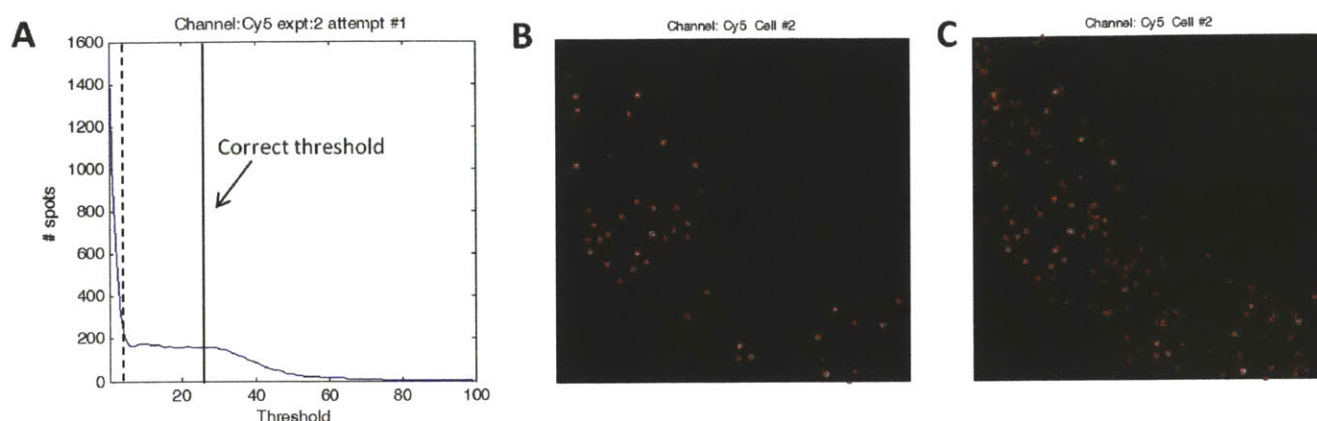 A
Channel:Cy5 expt:2 attempt #1
1600
1400
1200
1000
800
600
400
200
0
# spots
Correct threshold
20
40
60
80
100
Threshold
B
Channel: Cy5 Cell #2
C
Channel: Cy5 Cell #2